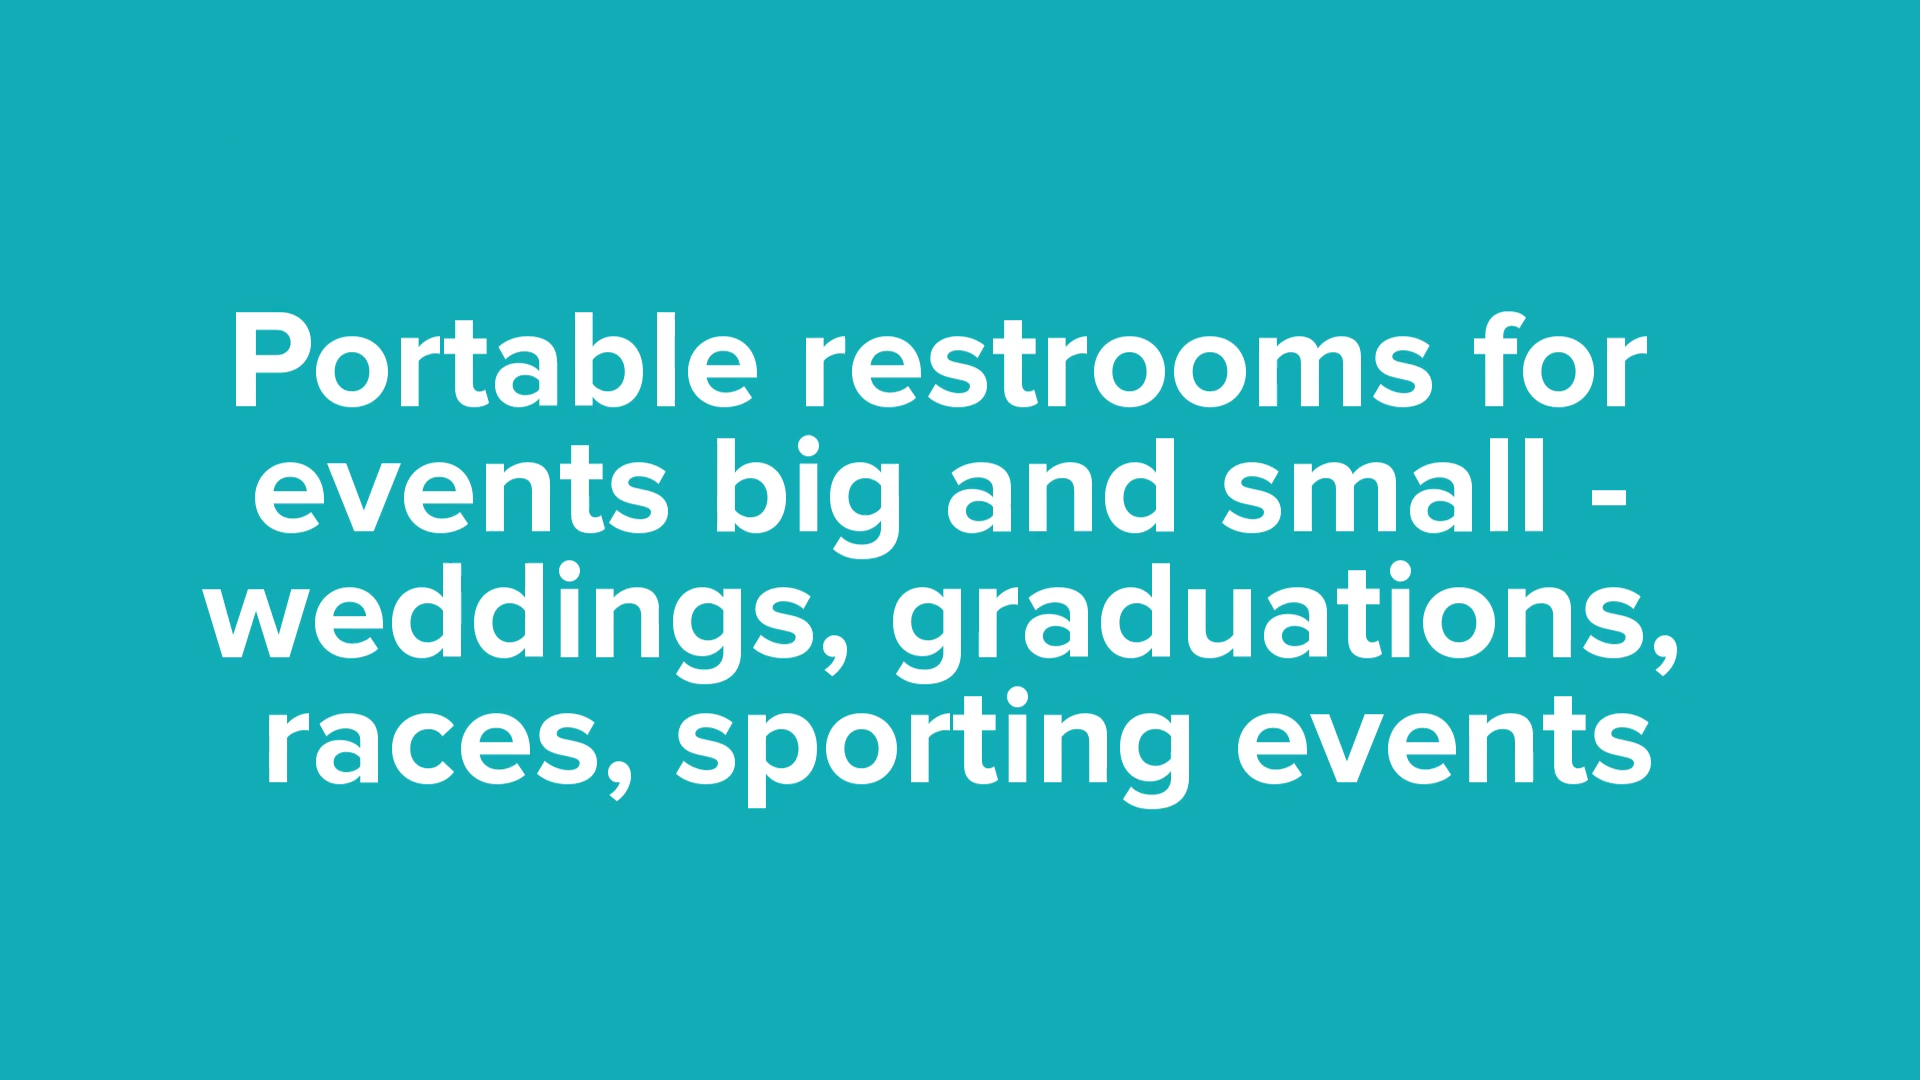 Portable restrooms for
events big and small -
weddings, graduations,
races, sporting events